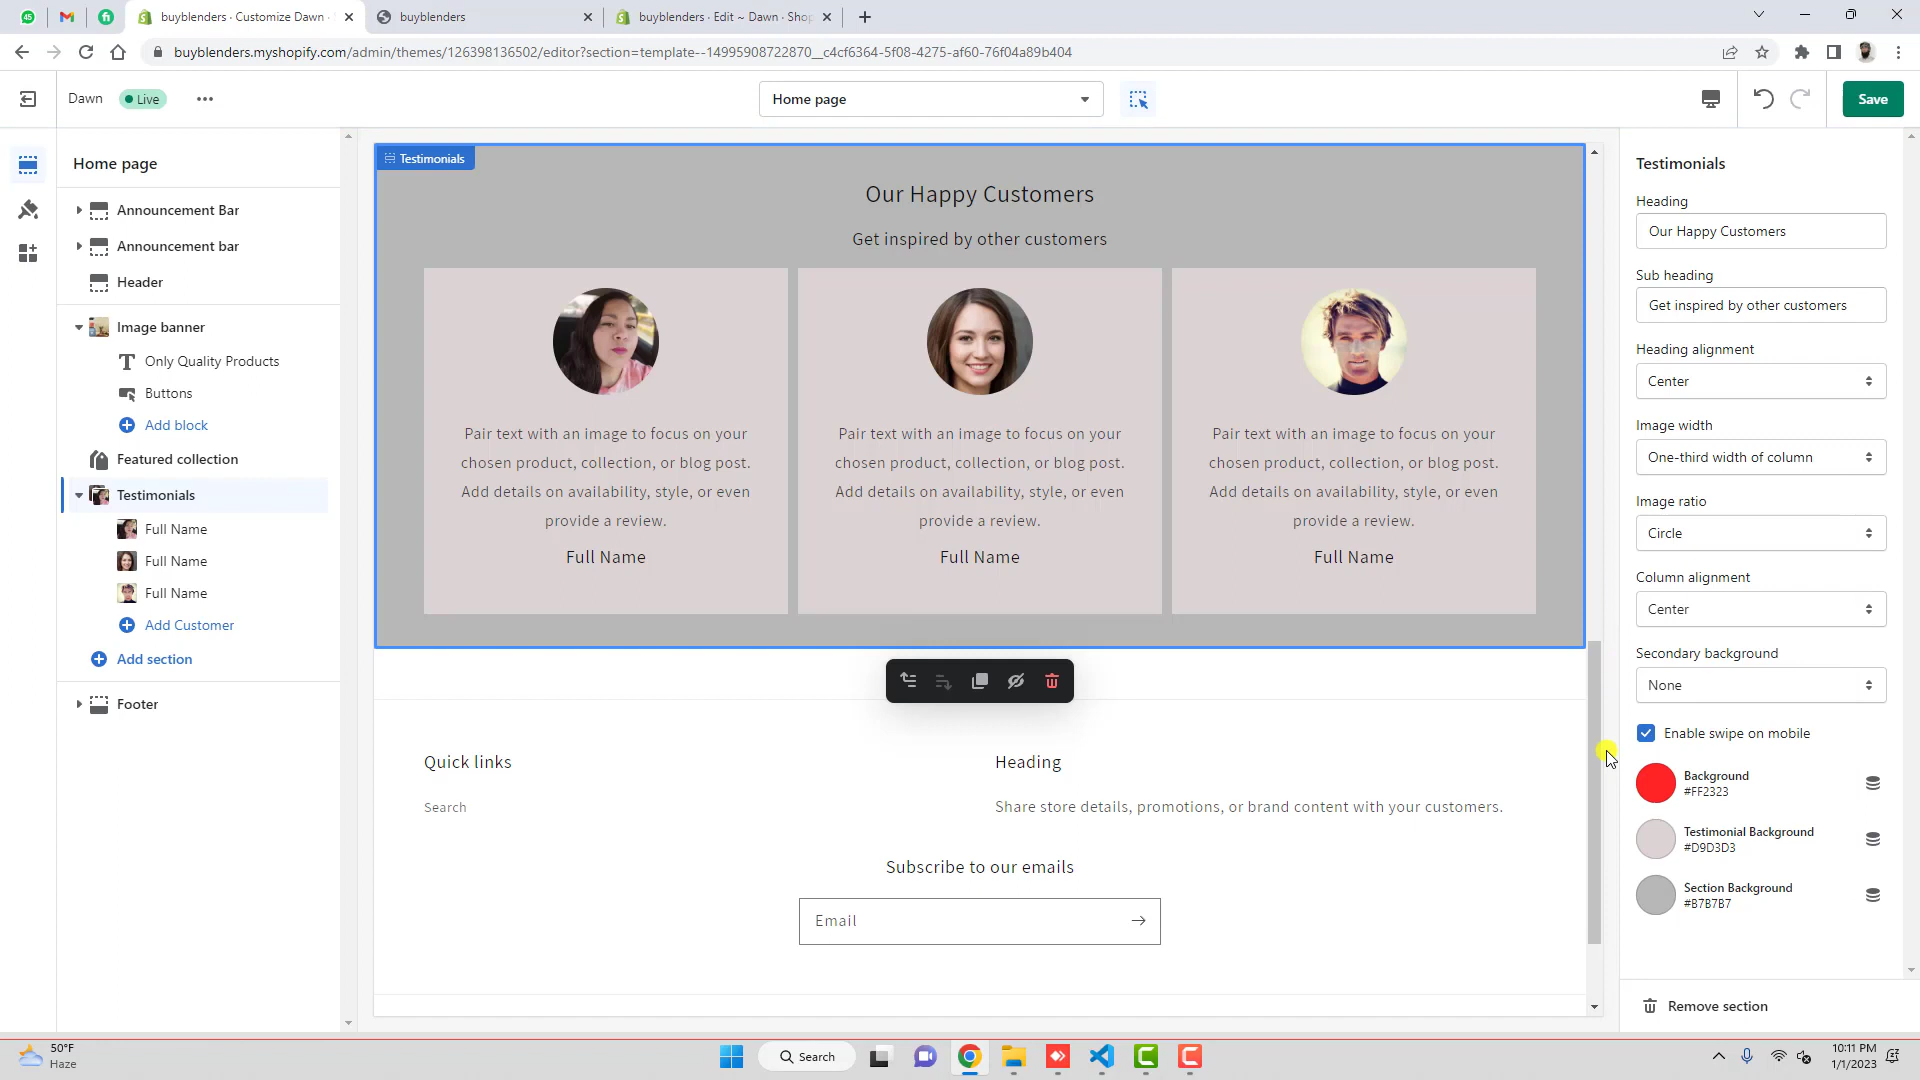 45
buyblenders · Customize Dawn ·
buyblenders
buyblenders · Edit ~ Dawn · Shop
buyblenders.myshopify.com/admin/themes/126398136502/editor?section=template--14995908722870__c4cf6364-5f08-4275-af60-76f04a89b404
Dawn
Live
Home page
Save
Home page
Announcement Bar
Announcement bar
Header
Image banner
Only Quality Products
Buttons
Add block
Featured collection
Testimonials
Full Name
Full Name
Full Name
Add Customer
Add section
Footer
Testimonials
Our Happy Customers
Get inspired by other customers
Pair text with an image to focus on your
chosen product, collection, or blog post.
Add details on availability, style, or even
provide a review.
Full Name
Pair text with an image to focus on your
chosen product, collection, or blog post.
Add details on availability, style, or even
provide a review.
Full Name
Pair text with an image to focus on your
chosen product, collection, or blog post.
Add details on availability, style, or even
provide a review.
Full Name
Quick links
Search
Heading
Share store details, promotions, or brand content with your customers.
Subscribe to our emails
Email
Testimonials
Heading
Our Happy Customers
Sub heading
Get inspired by other customers
Heading alignment
Center
Image width
One-third width of column
Image ratio
Circle
Column alignment
Center
Secondary background
None
Enable swipe on mobile
Background
#FF2323
Testimonial Background
#D9D3D3
Section Background
#B7B7B7
Remove section
50°F
Haze
Search
10:11 PM
1/1/2023